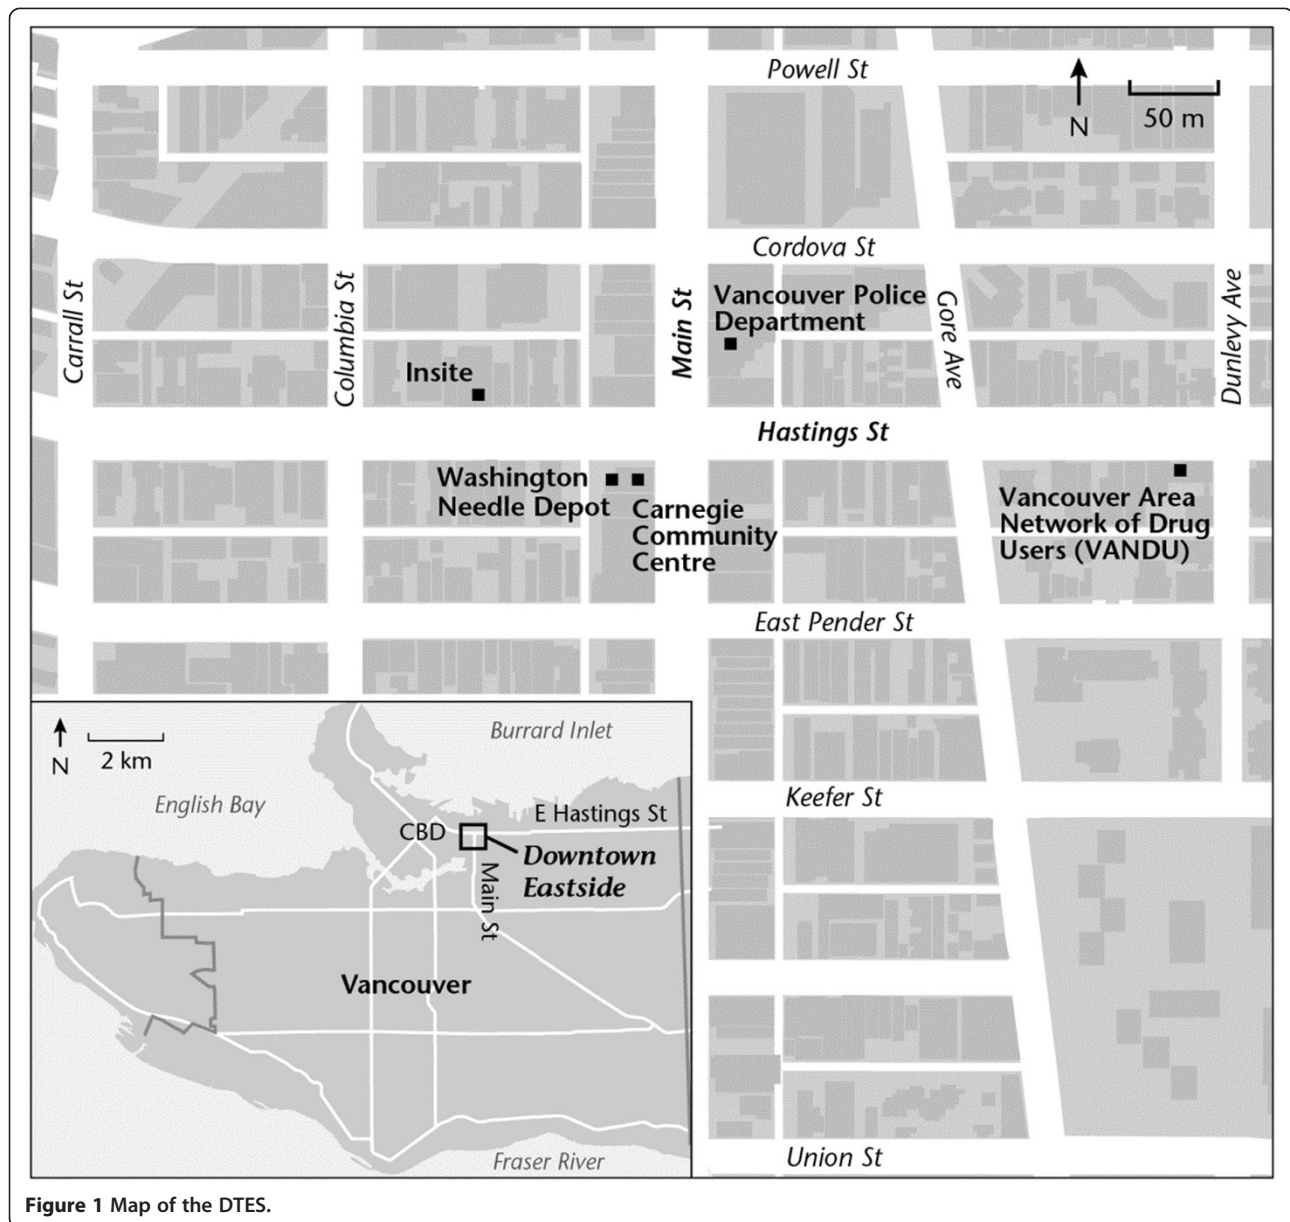 Powell St
N
50 m
Cordova St
Carrall St
Columbia St
Main St
Vancouver Police
Department
Gore Ave
Dunlevy Ave
Insite
Hastings St
Washington
Needle Depot
Carnegie
Community
Centre
Vancouver Area
Network of Drug
Users (VANDU)
East Pender St
Keefer St
Union St
N
2 km
Burrard Inlet
English Bay
E Hastings St
CBD
Downtown
Eastside
Main St
Vancouver
Fraser River
Figure 1 Map of the DTES.